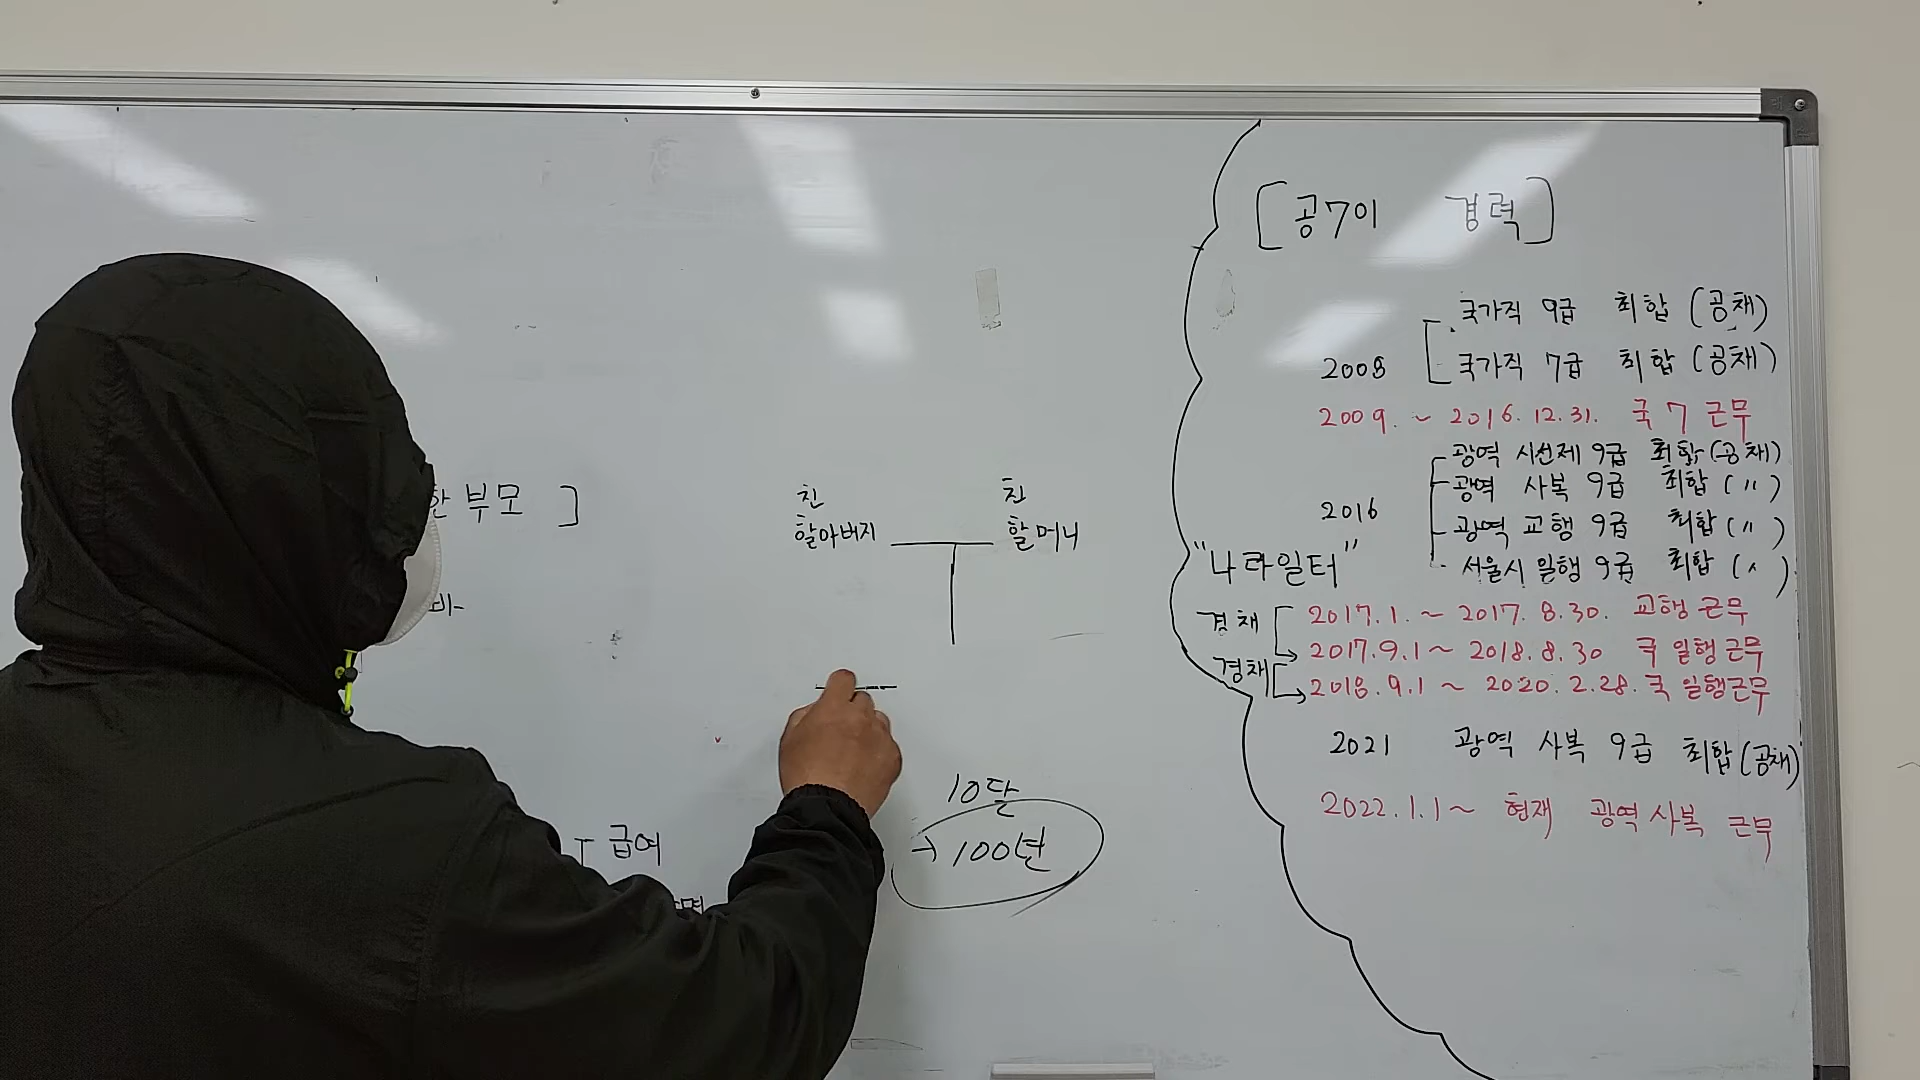 한부모 ]
비
급여
친 친
할아버지 할머니
10달
→ 100년
[공7이 경력]
국가직 9급 최합 (공채)
2008 국가직 7급 최합 (공채)
2009. ~ 2016. 12. 31. 국 7 근무
광역 시선제 9급 최합 (공채)
광역 사복 9급 최합 ( 〃 )
2016
광역 교행 9급 최합 ( 〃 )
서울시 일행 9급 최합 ( 〃 )
"나라일터"
2017. 1. ~ 2017. 8. 30. 교행 근무
경채
2017. 9. 1 ~ 2018. 8. 30 국 일행 근무
경채
2018. 9. 1 ~ 2020. 2. 28. 국 일행 근무
2021 광역 사복 9급 최합 (공채)
2022. 1. 1 ~ 현재 광역 사복 근무